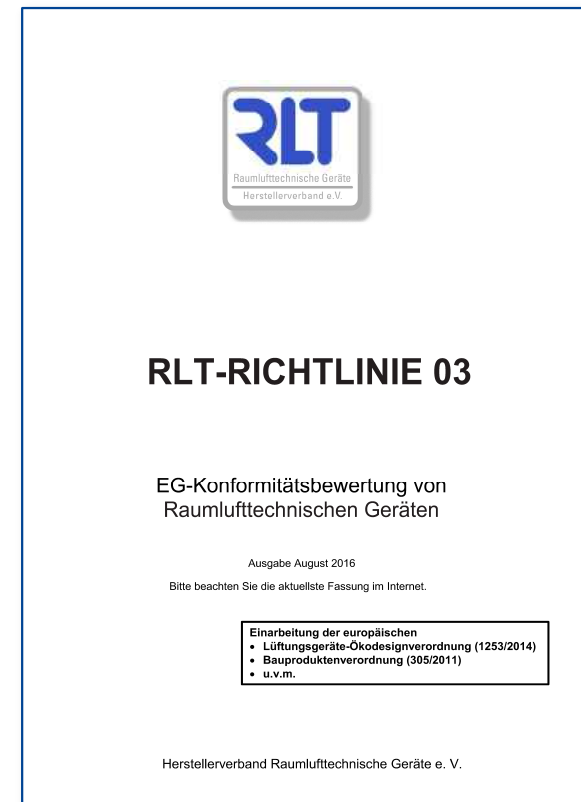 RLT
Raumlufttechnische Geräte
Herstellerverband e.V.
RLT-RICHTLINIE 03
EG-Konformitätsbewertung von
Raumlufttechnischen Geräten
Ausgabe August 2016
Bitte beachten Sie die aktuellste Fassung im Internet.
Einarbeitung der europäischen
• Lüftungsgeräte-Ökodesignverordnung (1253/2014)
• Bauproduktenverordnung (305/2011)
• u.v.m.
Herstellerverband Raumlufttechnische Geräte e. V.